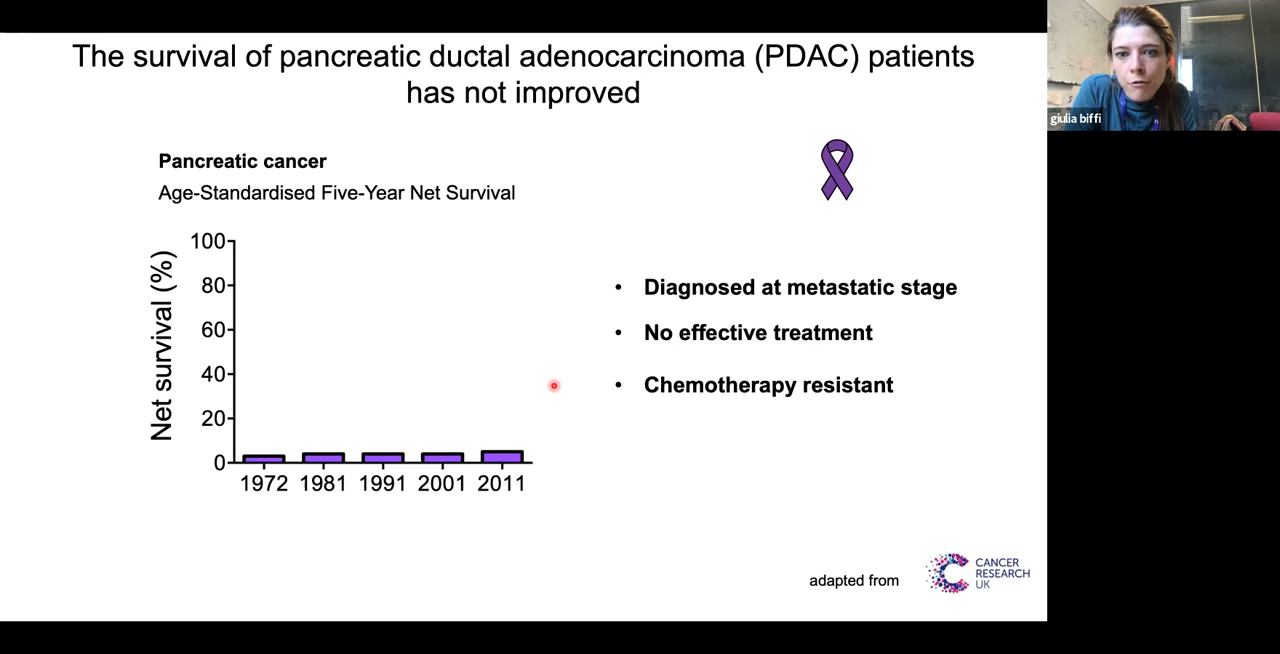 The survival of pancreatic ductal adenocarcinoma (PDAC) patients
has not improved
giulia biffi
Pancreatic cancer
Age-Standardised Five-Year Net Survival
Net survival (%)
100
80
60
40
20
0
1972 1981 1991 2001 2011
• Diagnosed at metastatic stage
• No effective treatment
• Chemotherapy resistant
adapted from
CANCER
RESEARCH
UK